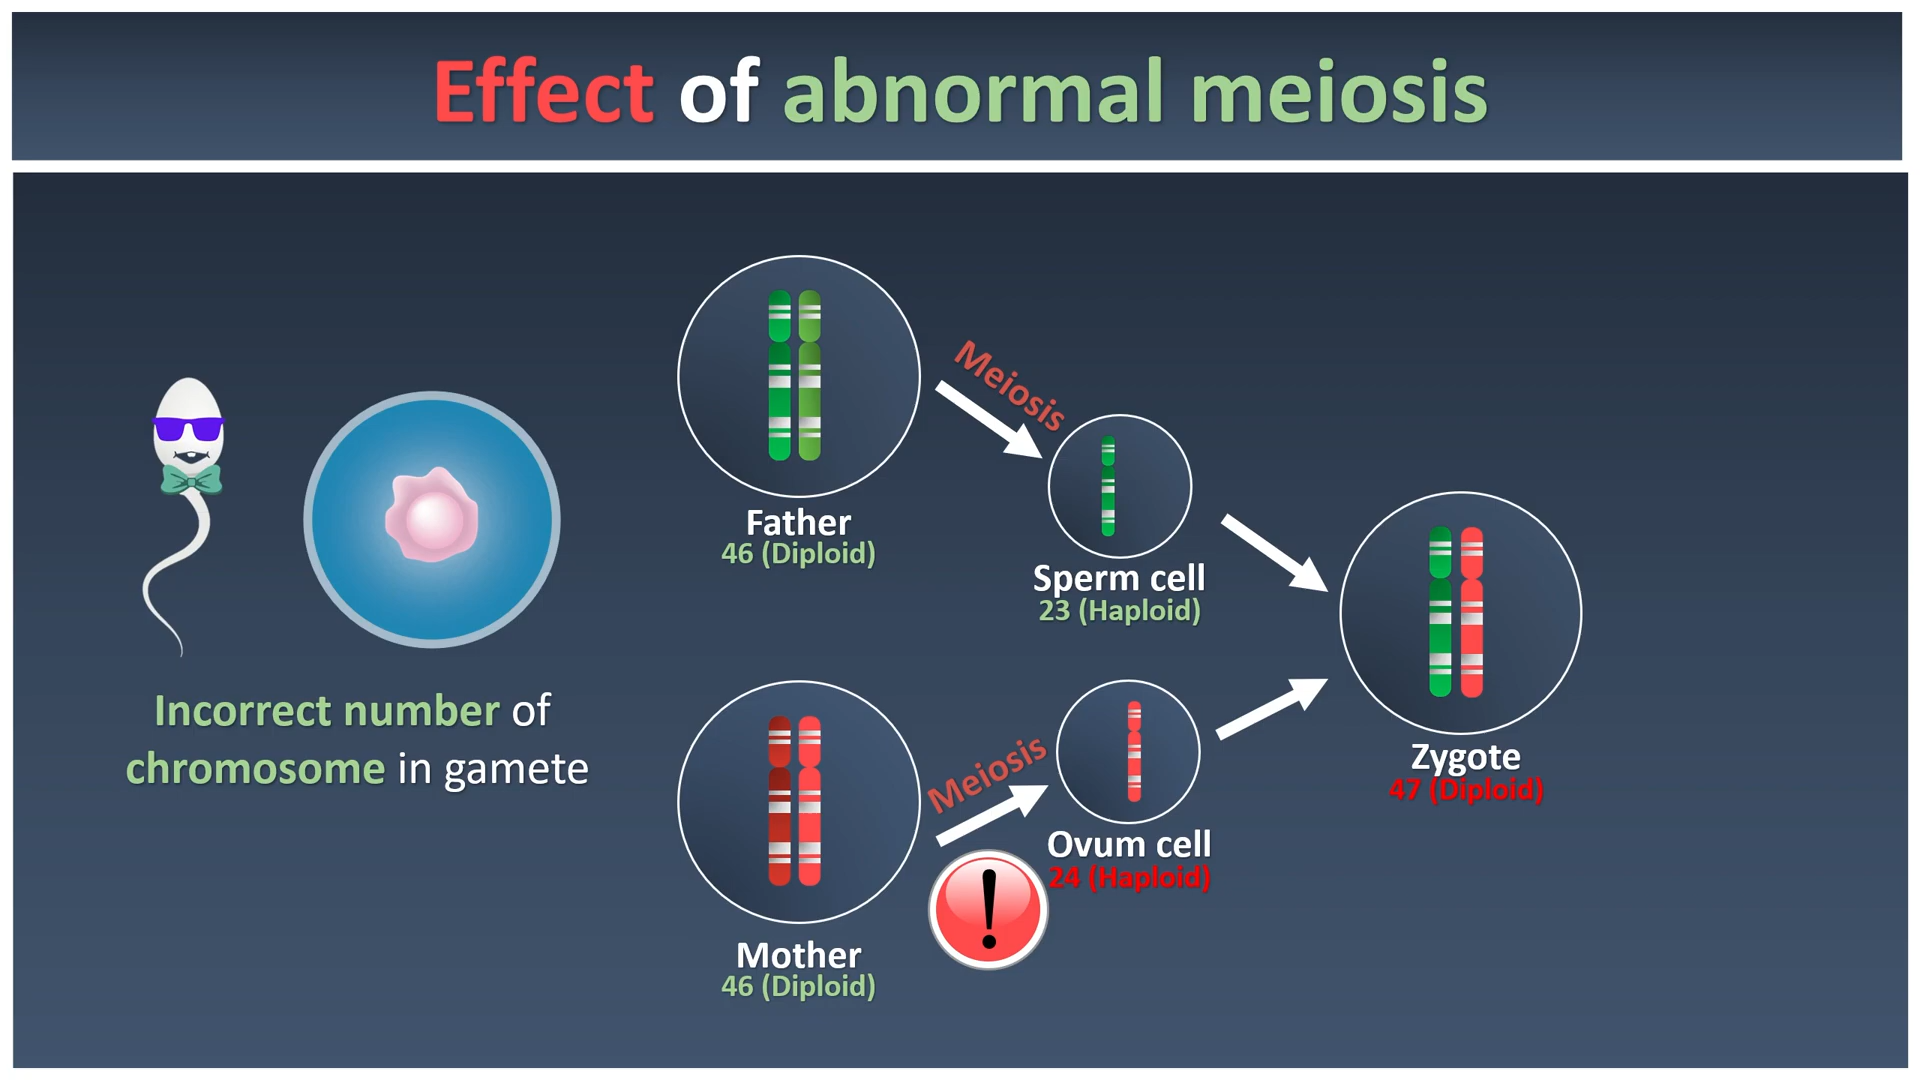 Effect of abnormal meiosis
Incorrect number of
chromosome in gamete
Father
46 (Diploid)
Meiosis
Sperm cell
23 (Haploid)
Mother
46 (Diploid)
Meiosis
!
Ovum cell
24 (Haploid)
Zygote
47 (Diploid)